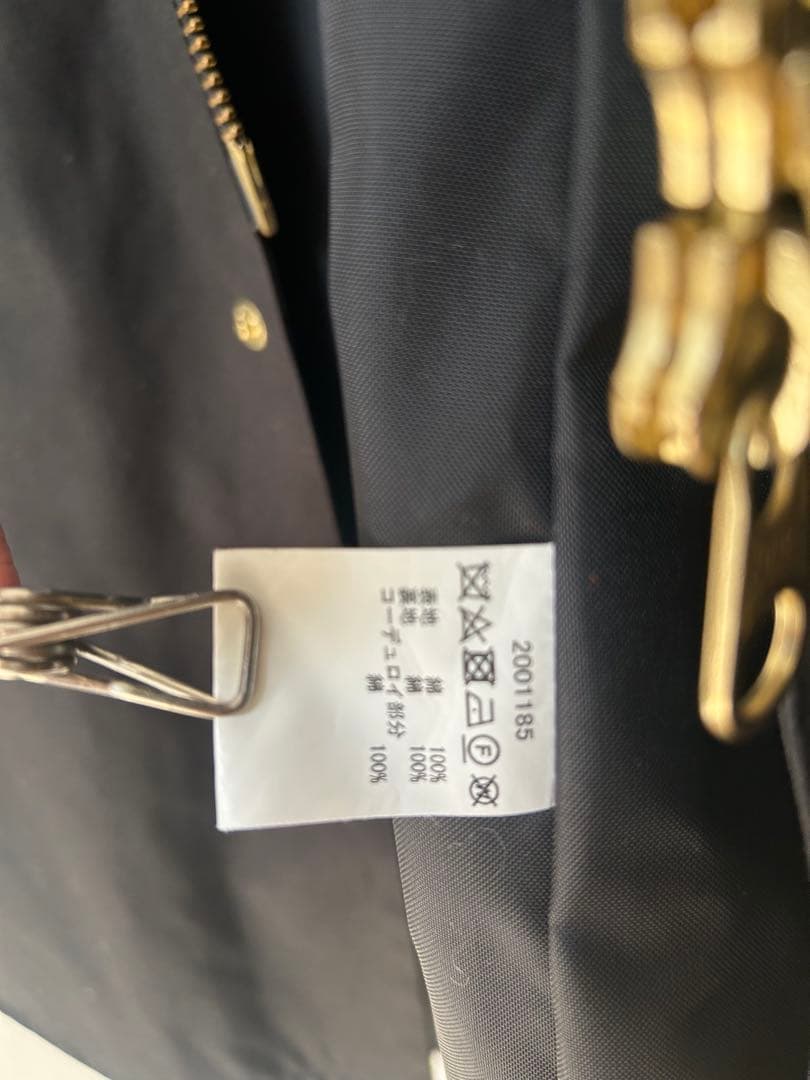 2001185
F W
表地 綿 100%
裏地 綿 100%
コーデュロイ部分
綿 100%